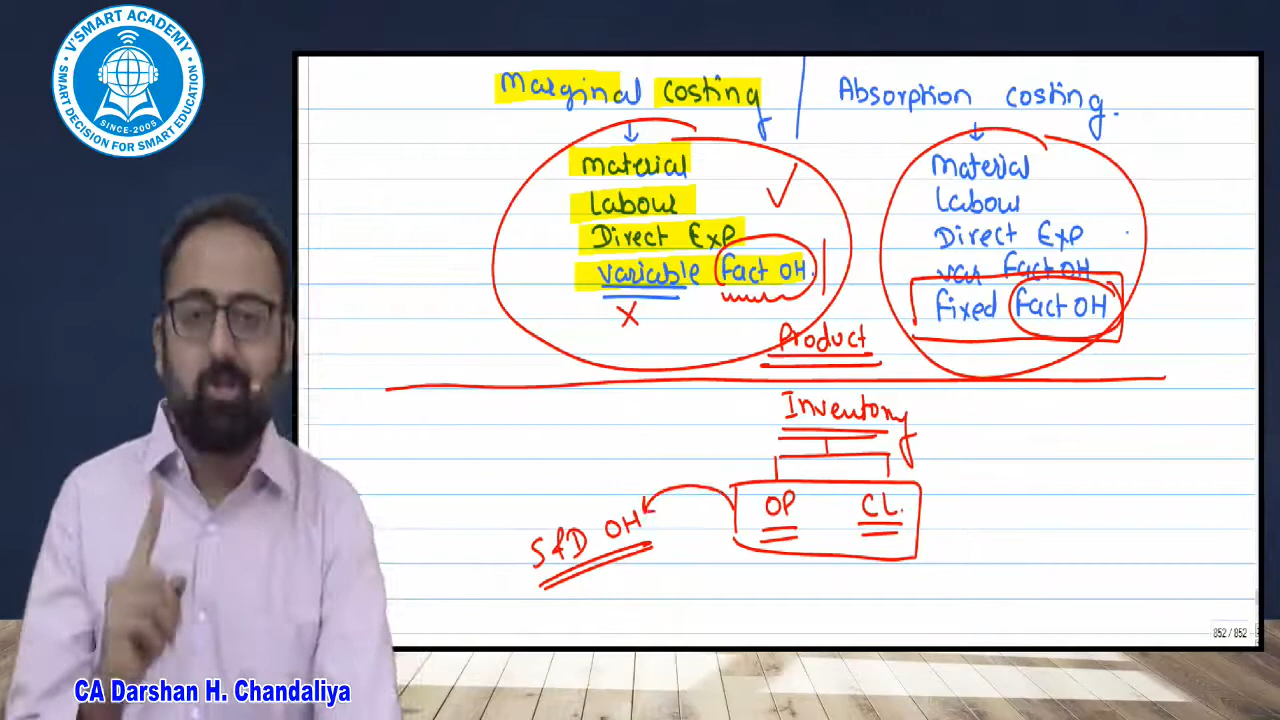 V'SMART ACADEMY
SMART DECISION FOR SMART EDUCATION
SINCE-2005
Marginal costing
Material
Labour
Direct Exp
Variable Fact OH
X
Absorption costing.
Material
Labour
Direct Exp
var Fact OH
fixed Fact OH
Product
Inventory
OP CL.
S&D OH
852 / 852
CA Darshan H. Chandaliya